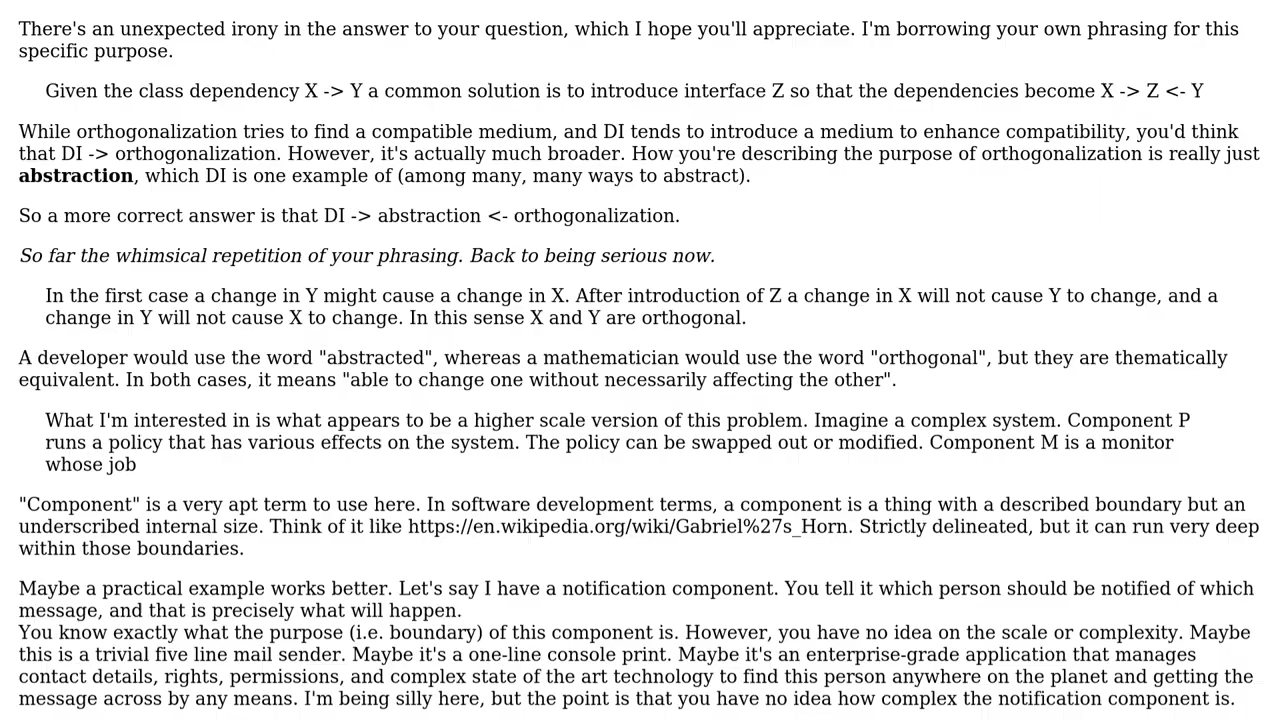 There's an unexpected irony in the answer to your question, which I hope you'll appreciate. I'm borrowing your own phrasing for this
specific purpose.
Given the class dependency X -> Y a common solution is to introduce interface Z so that the dependencies become X -> Z <- Y
While orthogonalization tries to find a compatible medium, and DI tends to introduce a medium to enhance compatibility, you'd think
that DI -> orthogonalization. However, it's actually much broader. How you're describing the purpose of orthogonalization is really just
abstraction, which DI is one example of (among many, many ways to abstract).
So a more correct answer is that DI -> abstraction <- orthogonalization.
So far the whimsical repetition of your phrasing. Back to being serious now.
In the first case a change in Y might cause a change in X. After introduction of Z a change in X will not cause Y to change, and a
change in Y will not cause X to change. In this sense X and Y are orthogonal.
A developer would use the word "abstracted", whereas a mathematician would use the word "orthogonal", but they are thematically
equivalent. In both cases, it means "able to change one without necessarily affecting the other".
What I'm interested in is what appears to be a higher scale version of this problem. Imagine a complex system. Component P
runs a policy that has various effects on the system. The policy can be swapped out or modified. Component M is a monitor
whose job
"Component" is a very apt term to use here. In software development terms, a component is a thing with a described boundary but an
underscribed internal size. Think of it like https://en.wikipedia.org/wiki/Gabriel%27s_Horn. Strictly delineated, but it can run very deep
within those boundaries.
Maybe a practical example works better. Let's say I have a notification component. You tell it which person should be notified of which
message, and that is precisely what will happen.
You know exactly what the purpose (i.e. boundary) of this component is. However, you have no idea on the scale or complexity. Maybe
this is a trivial five line mail sender. Maybe it's a one-line console print. Maybe it's an enterprise-grade application that manages
contact details, rights, permissions, and complex state of the art technology to find this person anywhere on the planet and getting the
message across by any means. I'm being silly here, but the point is that you have no idea how complex the notification component is.